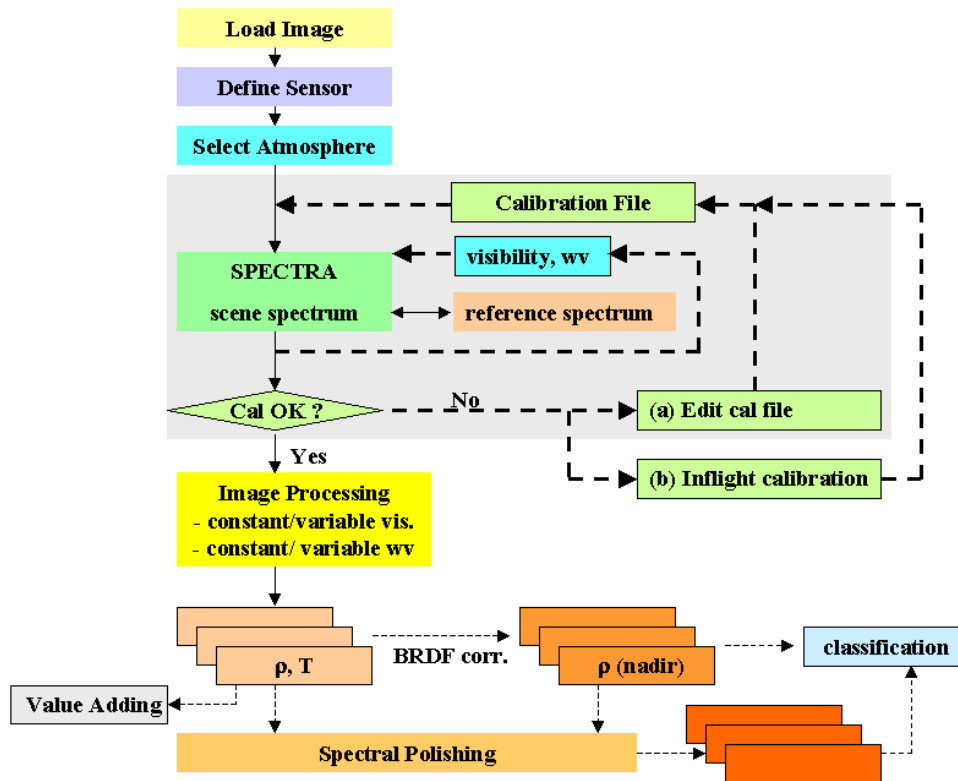 Load Image
Define Sensor
Select Atmosphere
Calibration File
visibility, wv
SPECTRA
scene spectrum
reference spectrum
Cal OK ?
No
(a) Edit cal file
Yes
(b) Inflight calibration
Image Processing
- constant/variable vis.
- constant/ variable wv
ρ, T
BRDF corr.
ρ (nadir)
classification
Value Adding
Spectral Polishing